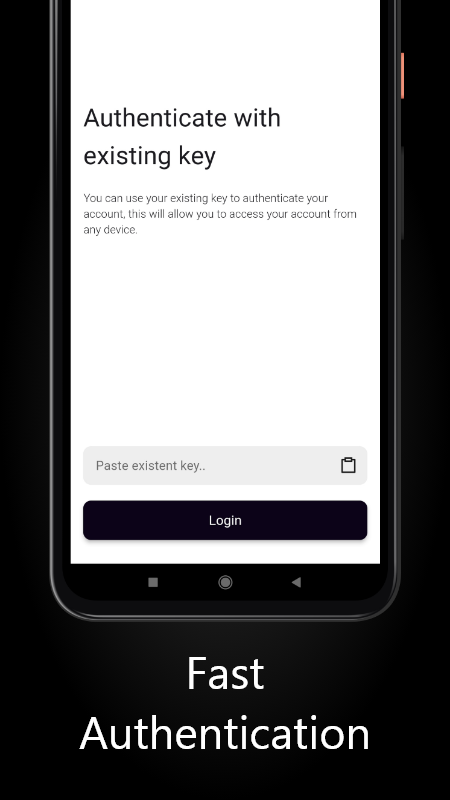 Authenticate with
existing key
You can use your existing key to authenticate your
account, this will allow you to access your account from
any device.
Paste existent key..
Login
Fast
Authentication